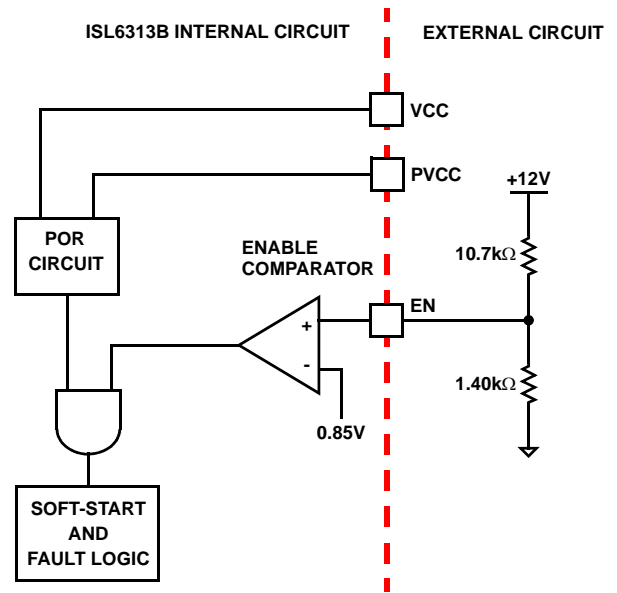 ISL6313B INTERNAL CIRCUIT
EXTERNAL CIRCUIT
VCC
PVCC
+12V
POR
CIRCUIT
ENABLE
COMPARATOR
10.7kΩ
EN
+
-
1.40kΩ
0.85V
SOFT-START
AND
FAULT LOGIC